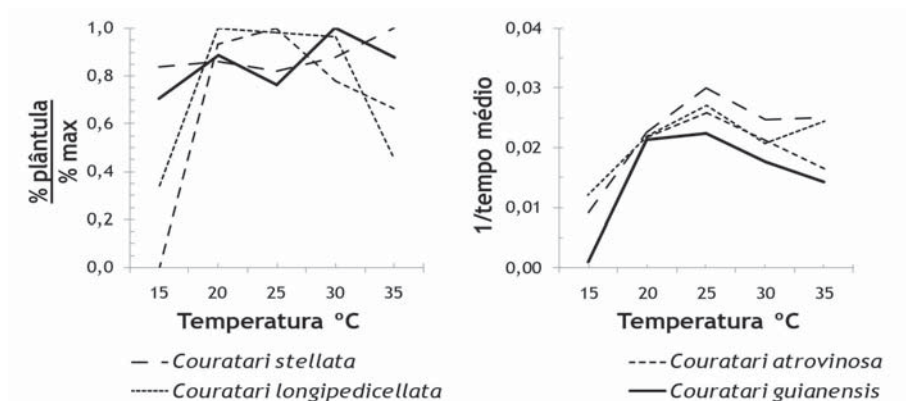 % plântula
% max
1,0
0,8
0,6
0,4
0,2
0,0
15 20 25 30 35
Temperatura ºC
1/tempo médio
0,04
0,03
0,02
0,01
0,00
15 20 25 30 35
Temperatura ºC
Couratari stellata
Couratari longipedicellata
Couratari atrovinosa
Couratari guianensis